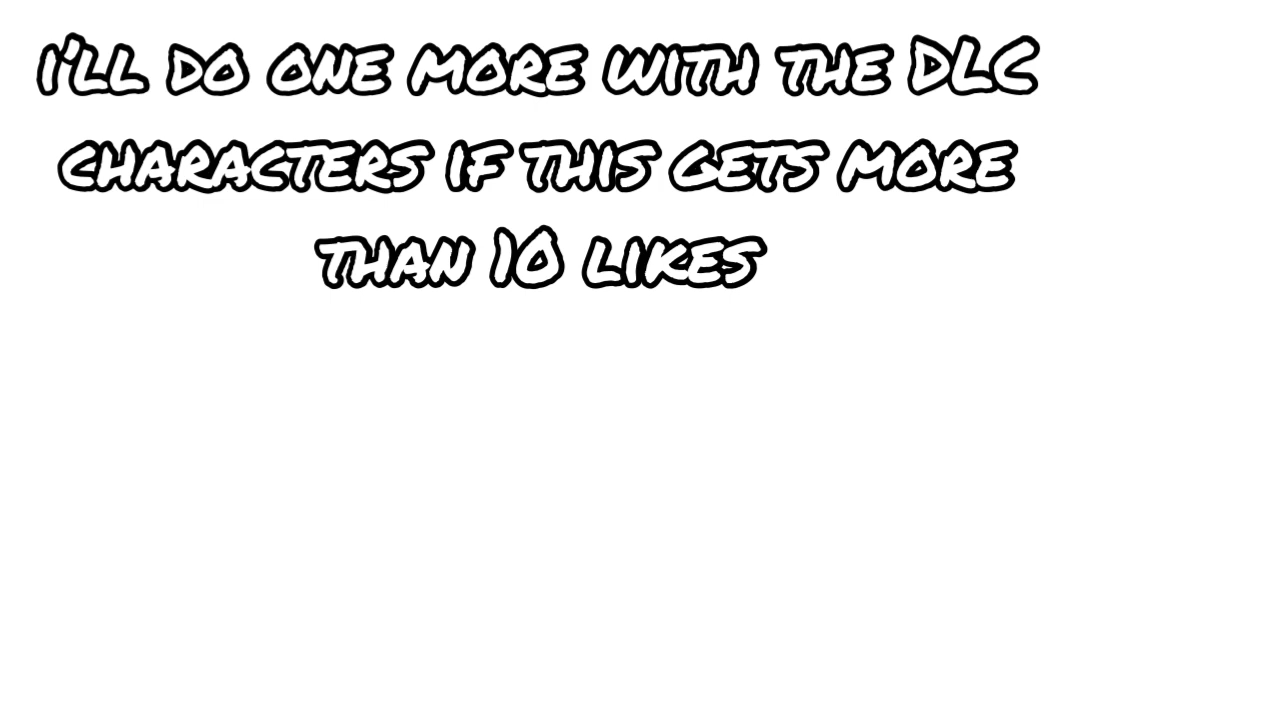 I'LL DO ONE MORE WITH THE DLC
CHARACTERS IF THIS GETS MORE
THAN 10 LIKES